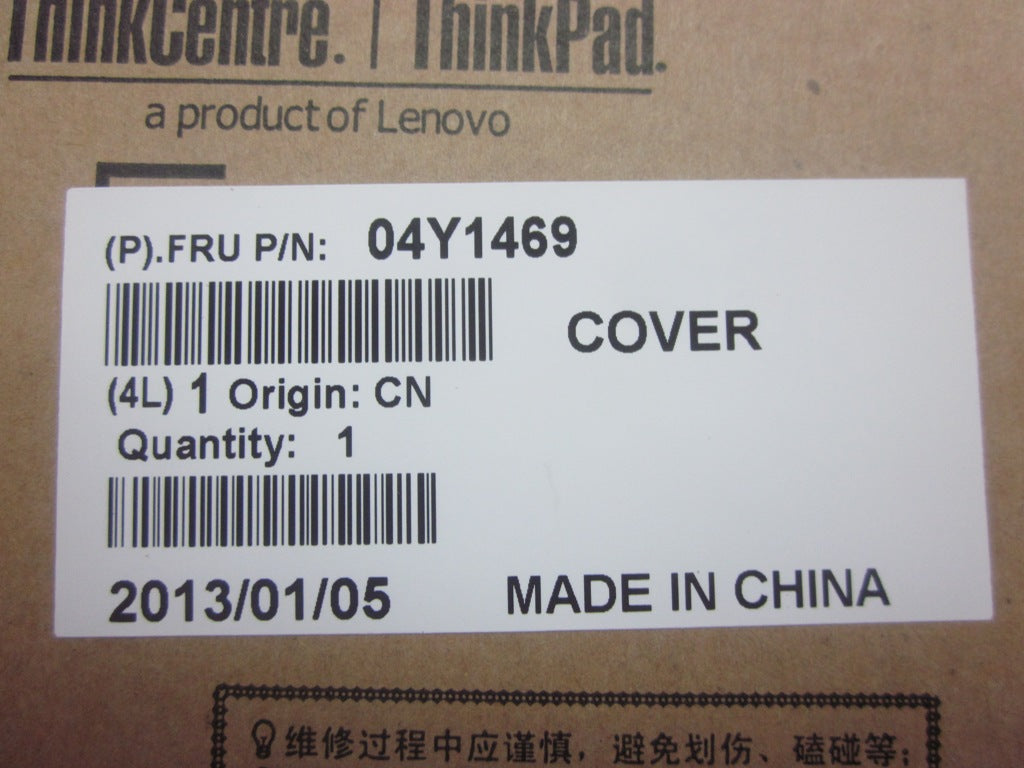 ThinkCentre. | ThinkPad.
a product of Lenovo
(P).FRU P/N: 04Y1469
COVER
(4L) 1 Origin: CN
Quantity: 1
2013/01/05 MADE IN CHINA
维修过程中应谨慎，避免划伤、磕碰等；